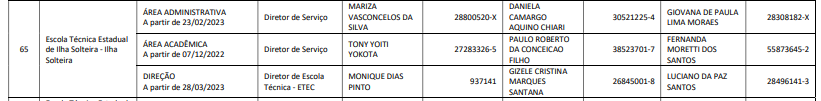 65
Escola Técnica Estadual
de Ilha Solteira - Ilha
Solteira
ÁREA ADMINISTRATIVA
A partir de 23/02/2023
Diretor de Serviço
MARIZA
VASCONCELOS DA
SILVA
28800520-X
DANIELA
CAMARGO
AQUINO CHIARI
30521225-4
GIOVANA DE PAULA
LIMA MORAES
28308182-X
ÁREA ACADÊMICA
A partir de 07/12/2022
Diretor de Serviço
TONY YOITI
YOKOTA
27283326-5
PAULO ROBERTO
DA CONCEICAO
FILHO
38523701-7
FERNANDA
MORETTI DOS
SANTOS
55873645-2
DIREÇÃO
A partir de 28/03/2023
Diretor de Escola
Técnica - ETEC
MONIQUE DIAS
PINTO
937141
GIZELE CRISTINA
MARQUES
SANTANA
26845001-8
LUCIANO DA PAZ
SANTOS
28496141-3